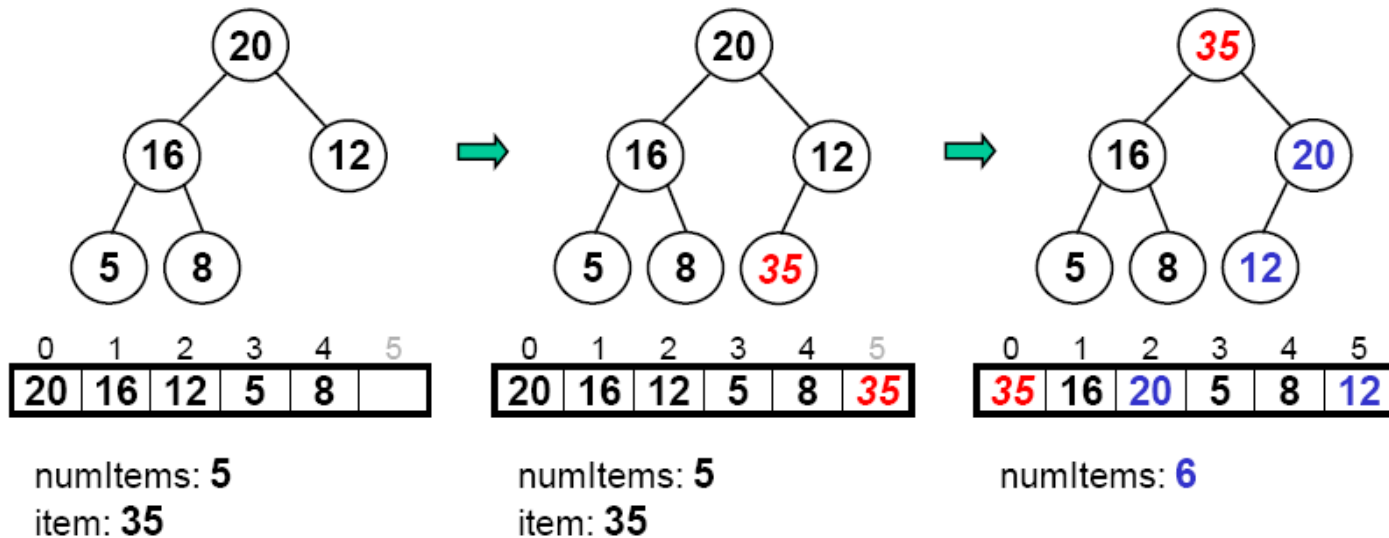 20 20 35
16 12 16 12 16 20
5 8 5 8 35 5 8 12
0 1 2 3 4 5 0 1 2 3 4 5 0 1 2 3 4 5
20 16 12 5 8 20 16 12 5 8 35 35 16 20 5 8 12
numItems: 5 numItems: 5 numItems: 6
item: 35 item: 35